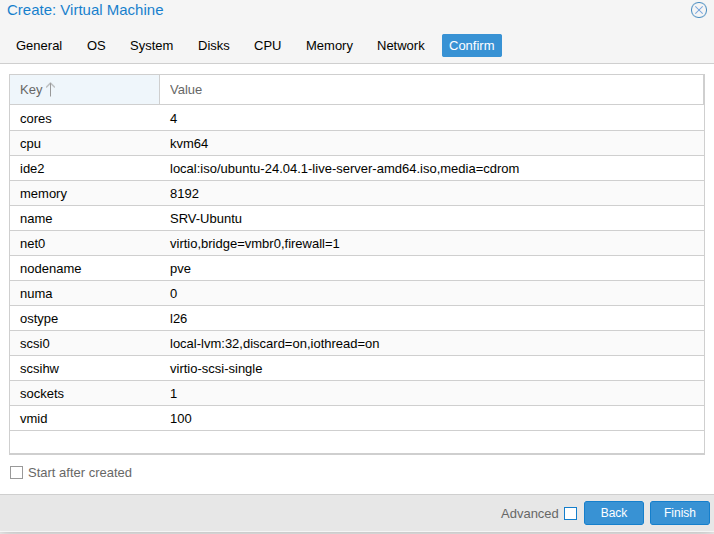 Create: Virtual Machine
General OS System Disks CPU Memory Network Confirm
Key Value
cores 4
cpu kvm64
ide2 local:iso/ubuntu-24.04.1-live-server-amd64.iso,media=cdrom
memory 8192
name SRV-Ubuntu
net0 virtio,bridge=vmbr0,firewall=1
nodename pve
numa 0
ostype l26
scsi0 local-lvm:32,discard=on,iothread=on
scsihw virtio-scsi-single
sockets 1
vmid 100
Start after created
Advanced Back Finish